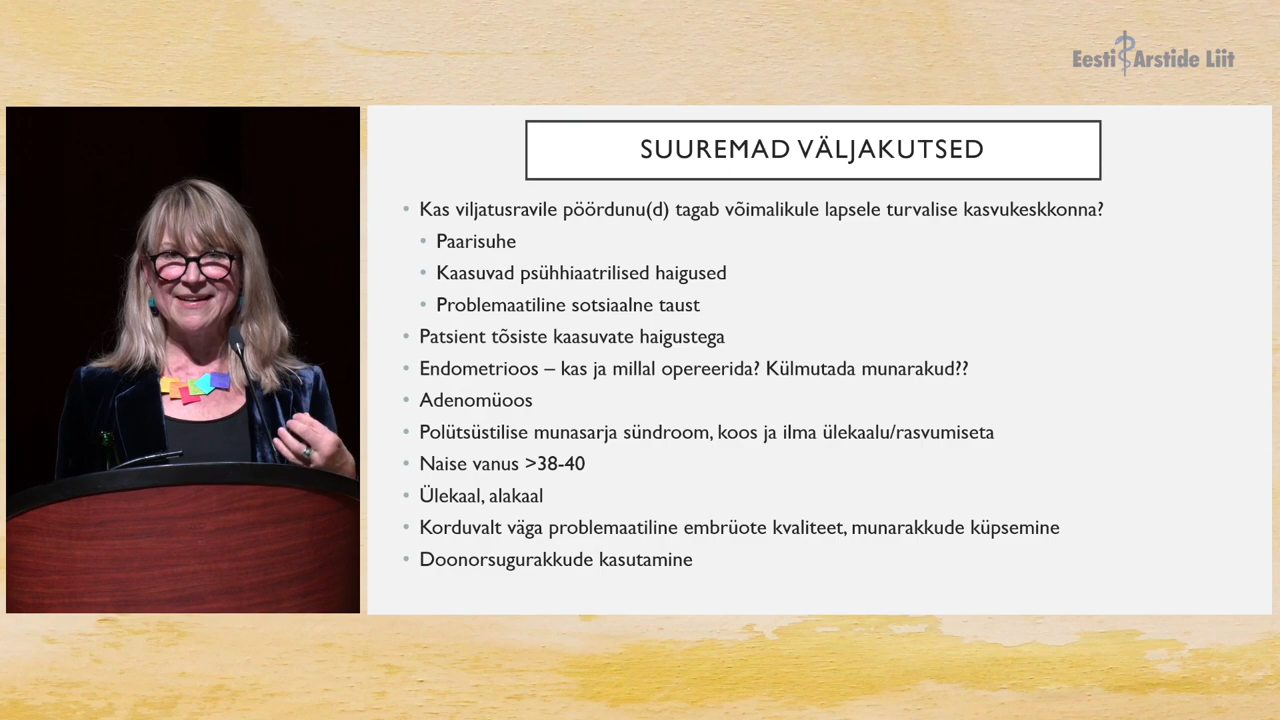 Eesti Arstide Liit
SUUREMAD VÄLJAKUTSED
• Kas viljatusravile pöördunu(d) tagab võimalikule lapsele turvalise kasvukeskkonna?
• Paarisuhe
• Kaasuvad psühhiaatrilised haigused
• Problemaatiline sotsiaalne taust
• Patsient tõsiste kaasuvate haigustega
• Endometrioos – kas ja millal opereerida? Külmutada munarakud??
• Adenomüoos
• Polütsüstilise munasarja sündroom, koos ja ilma ülekaalu/rasvumiseta
• Naise vanus >38-40
• Ülekaal, alakaal
• Korduvalt väga problemaatiline embrüote kvaliteet, munarakkude küpsemine
• Doonorsugurakkude kasutamine